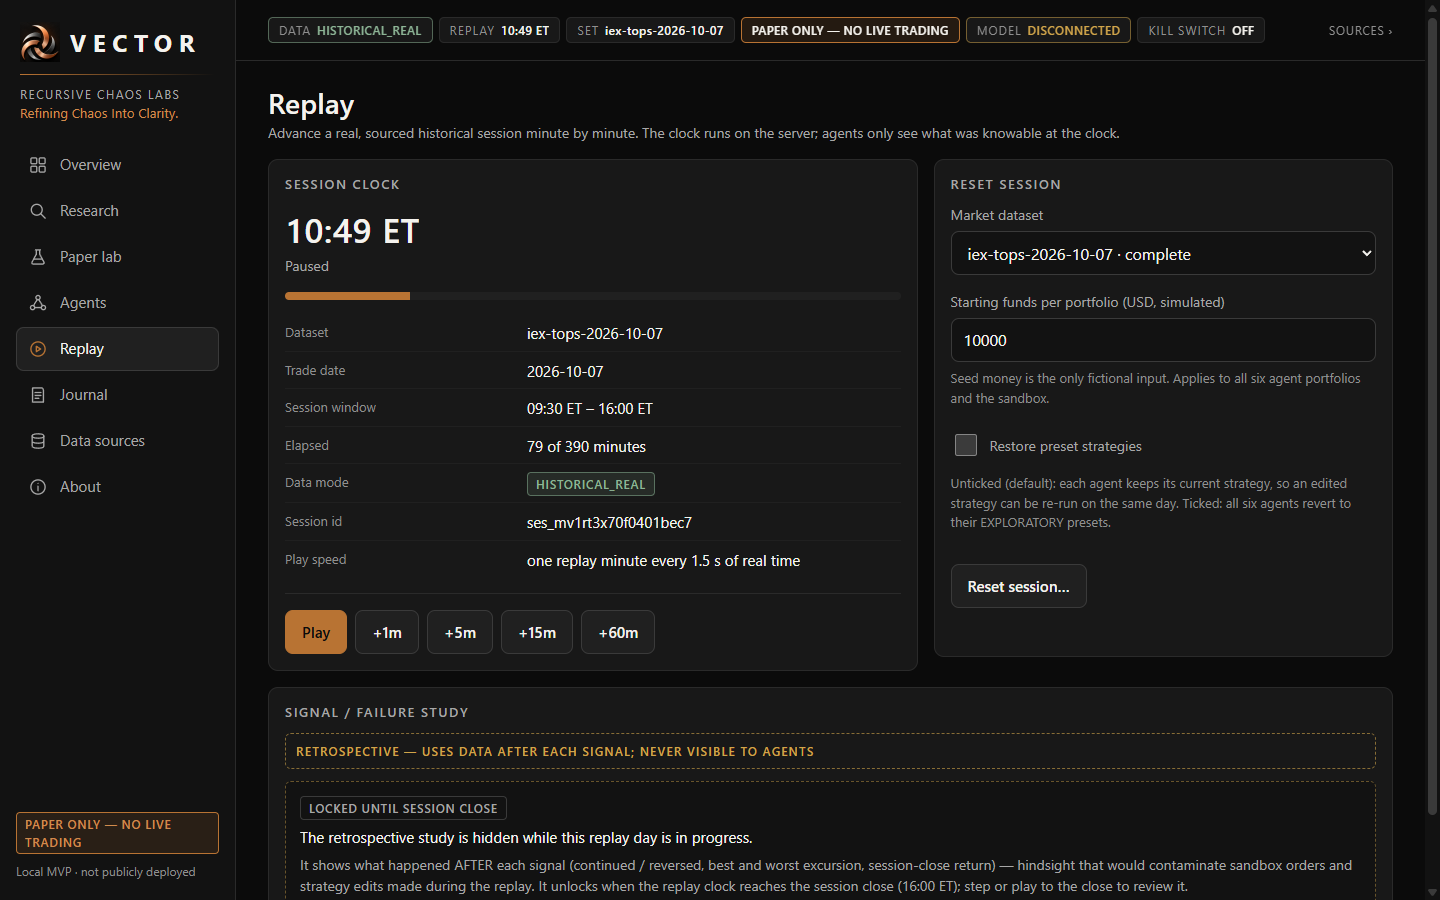 VECTOR
RECURSIVE CHAOS LABS
Refining Chaos Into Clarity.
Overview
Research
Paper lab
Agents
Replay
Journal
Data sources
About
PAPER ONLY — NO LIVE
TRADING
Local MVP · not publicly deployed
DATA HISTORICAL_REAL
REPLAY 10:49 ET
SET iex-tops-2026-10-07
PAPER ONLY — NO LIVE TRADING
MODEL DISCONNECTED
KILL SWITCH OFF
SOURCES ›
Replay
Advance a real, sourced historical session minute by minute. The clock runs on the server; agents only see what was knowable at the clock.
SESSION CLOCK
10:49 ET
Paused
Dataset iex-tops-2026-10-07
Trade date 2026-10-07
Session window 09:30 ET – 16:00 ET
Elapsed 79 of 390 minutes
Data mode HISTORICAL_REAL
Session id ses_mv1rt3x70f0401bec7
Play speed one replay minute every 1.5 s of real time
Play +1m +5m +15m +60m
RESET SESSION
Market dataset
iex-tops-2026-10-07 · complete
Starting funds per portfolio (USD, simulated)
10000
Seed money is the only fictional input. Applies to all six agent portfolios
and the sandbox.
Restore preset strategies
Unticked (default): each agent keeps its current strategy, so an edited
strategy can be re-run on the same day. Ticked: all six agents revert to
their EXPLORATORY presets.
Reset session...
SIGNAL / FAILURE STUDY
RETROSPECTIVE — USES DATA AFTER EACH SIGNAL; NEVER VISIBLE TO AGENTS
LOCKED UNTIL SESSION CLOSE
The retrospective study is hidden while this replay day is in progress.
It shows what happened AFTER each signal (continued / reversed, best and worst excursion, session-close return) — hindsight that would contaminate sandbox orders and
strategy edits made during the replay. It unlocks when the replay clock reaches the session close (16:00 ET); step or play to the close to review it.